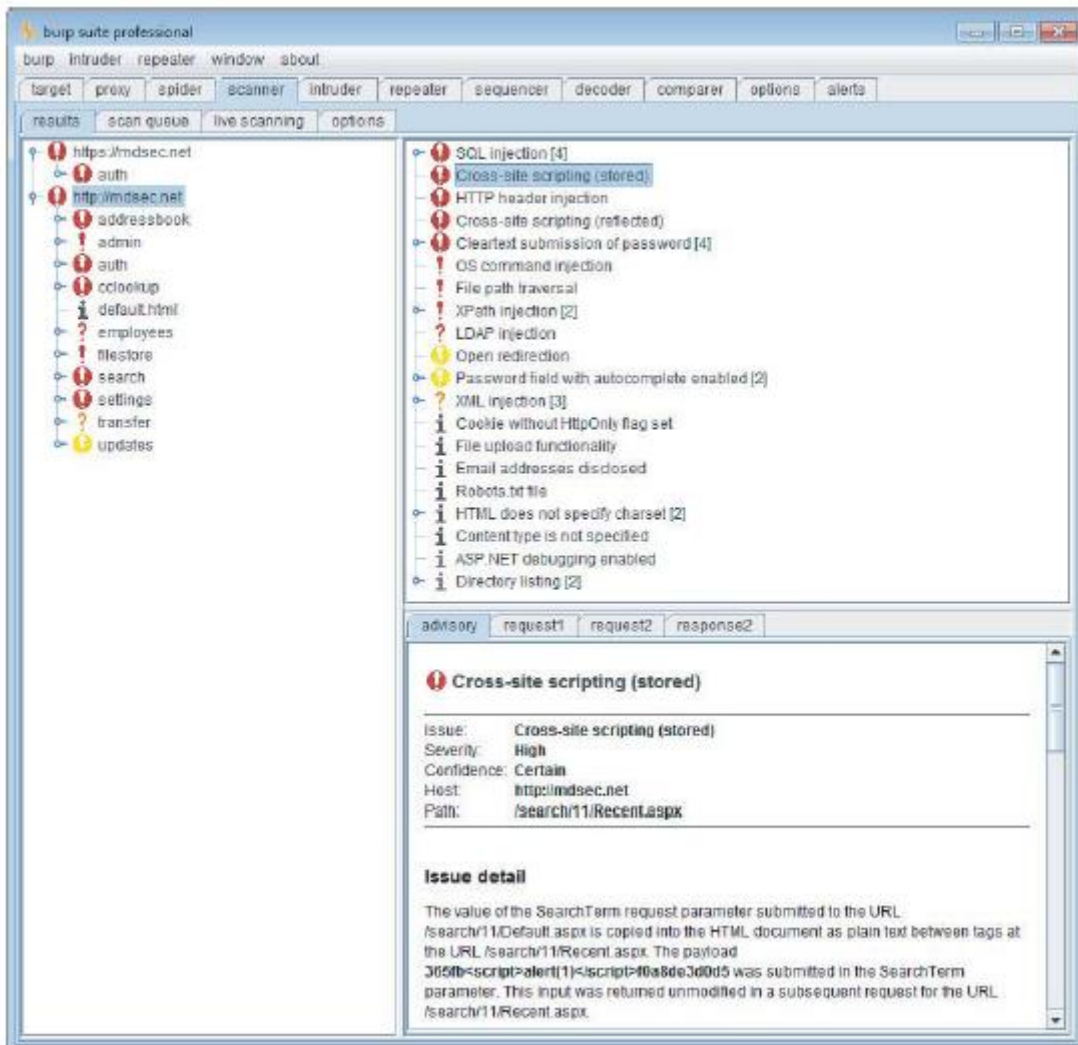 burp suite professional
burp intruder repeater window about
target proxy spider scanner intruder repeater sequencer decoder comparer options alerts
results scan queue live scanning options
https://mdsec.net
auth
http://mdsec.net
addressbook
admin
auth
cclookup
default.html
employees
filestore
search
settings
transfer
updates
SQL injection [4]
Cross-site scripting (stored)
HTTP header injection
Cross-site scripting (reflected)
Cleartext submission of password [4]
OS command injection
File path traversal
XPath injection [2]
LDAP injection
Open redirection
Password field with autocomplete enabled [2]
XML injection [3]
Cookie without HttpOnly flag set
File upload functionality
Email addresses disclosed
Robots.txt file
HTML does not specify charset [2]
Content type is not specified
ASP.NET debugging enabled
Directory listing [2]
advisory request1 request2 response2
Cross-site scripting (stored)
Issue: Cross-site scripting (stored)
Severity: High
Confidence: Certain
Host: http://mdsec.net
Path: /search/11/Recent.aspx
Issue detail
The value of the SearchTerm request parameter submitted to the URL
/search/11/Default.aspx is copied into the HTML document as plain text between tags at
the URL /search/11/Recent.aspx. The payload
365fb<script>alert(1)</script>f0a8de3d0d5 was submitted in the SearchTerm
parameter. This input was returned unmodified in a subsequent request for the URL
/search/11/Recent.aspx.